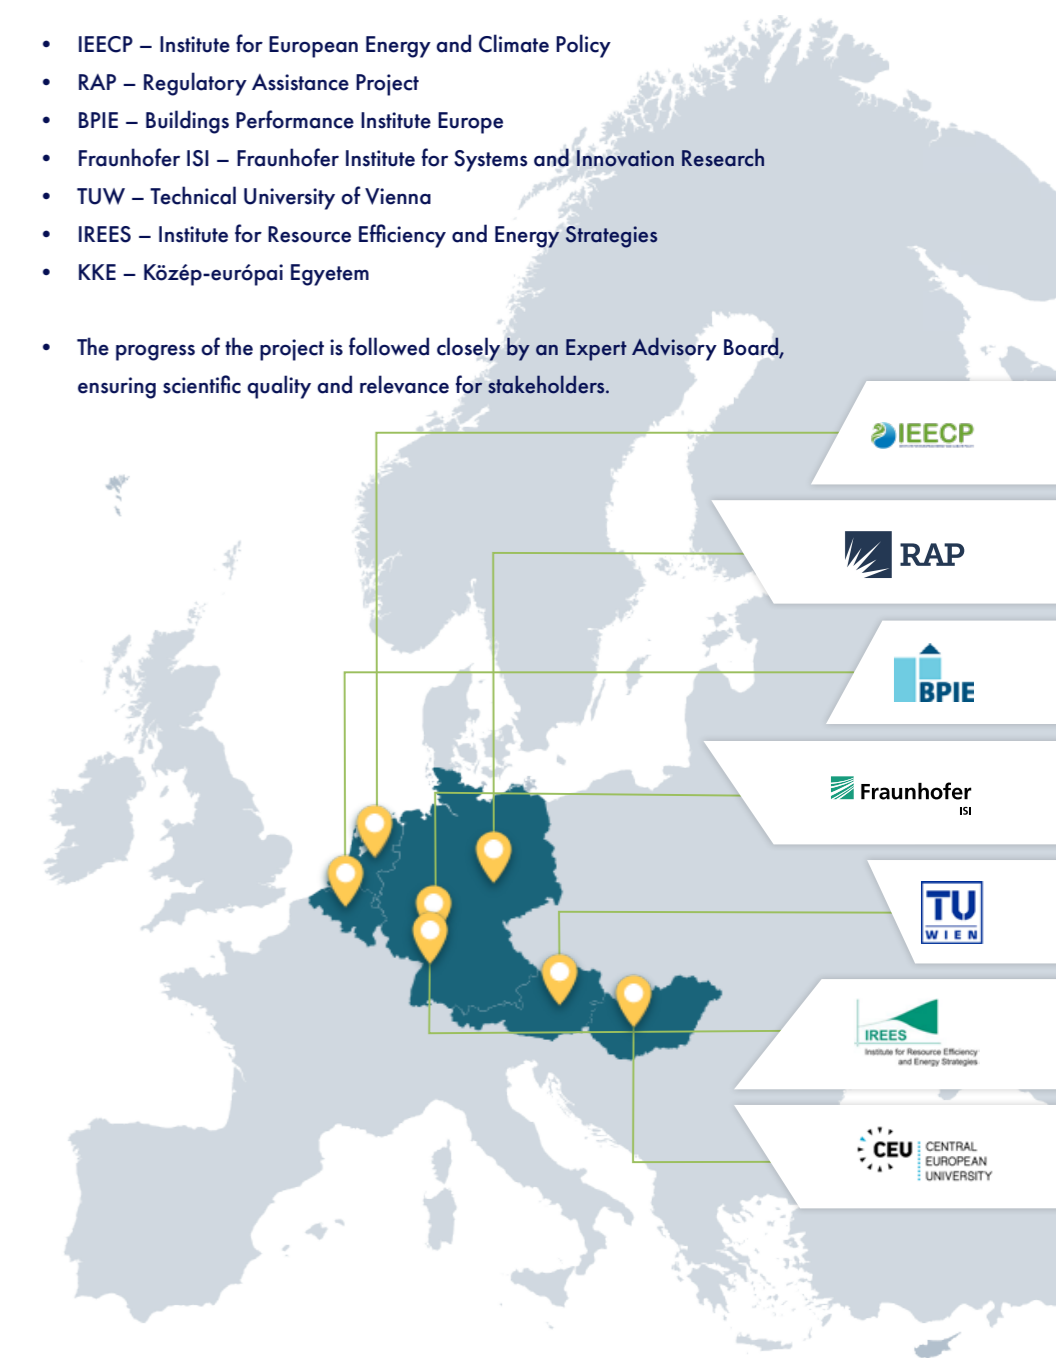 • IEECP – Institute for European Energy and Climate Policy
• RAP – Regulatory Assistance Project
• BPIE – Buildings Performance Institute Europe
• Fraunhofer ISI – Fraunhofer Institute for Systems and Innovation Research
• TUW – Technical University of Vienna
• IREES – Institute for Resource Efficiency and Energy Strategies
• KKE – Közép-európai Egyetem
• The progress of the project is followed closely by an Expert Advisory Board,
ensuring scientific quality and relevance for stakeholders.
IEECP
RAP
BPIE
Fraunhofer
ISI
TU
WIEN
IREES
Institute for Resource Efficiency
and Energy Strategies
CEU
CENTRAL
EUROPEAN
UNIVERSITY